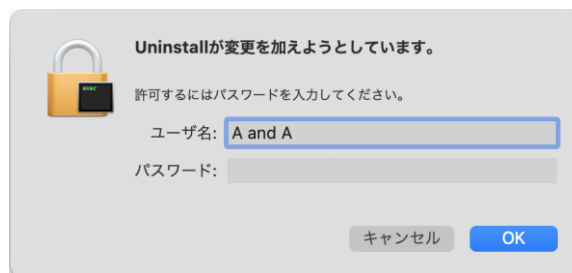 Uninstallが変更を加えようとしています。
exec
許可するにはパスワードを入力してください。
ユーザ名: A and A
パスワード:
キャンセル OK